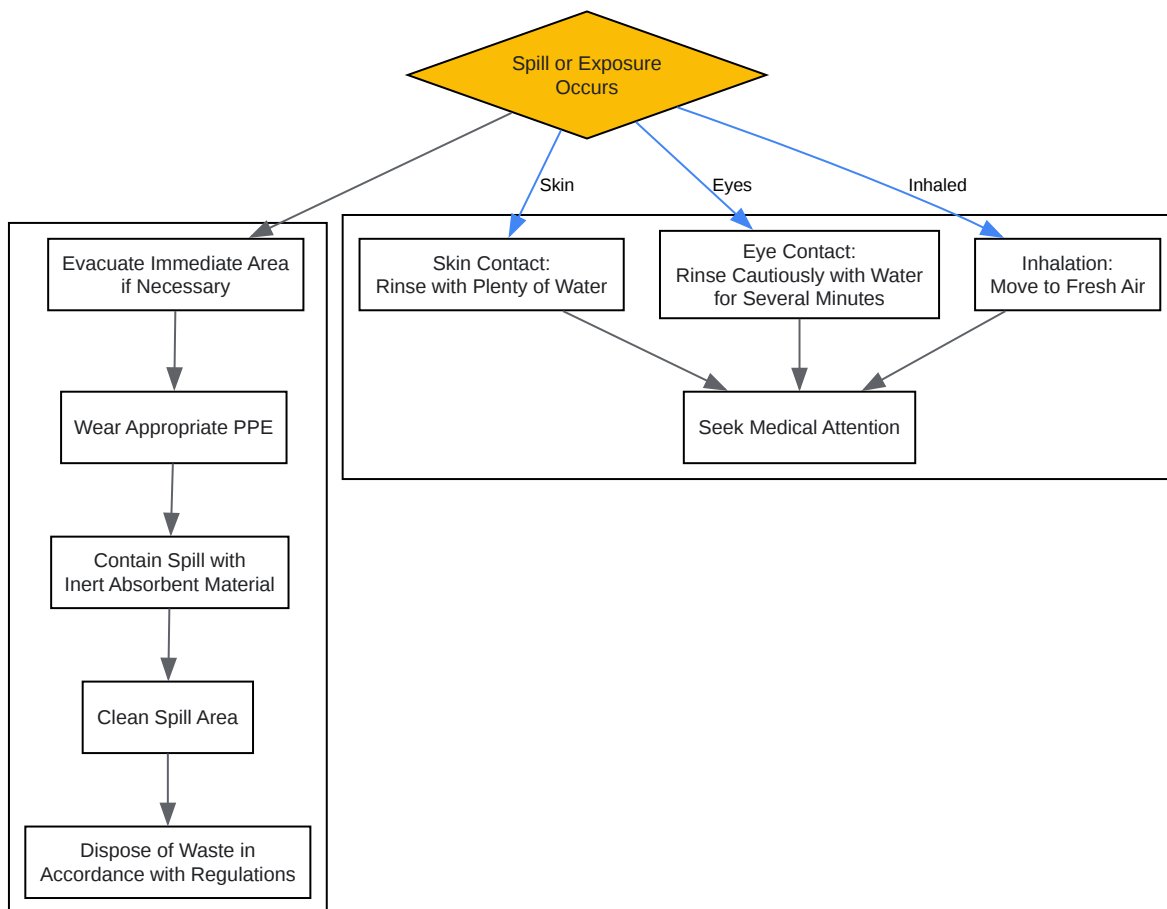 Spill or Exposure
Occurs
Skin
Eyes
Inhaled
Evacuate Immediate Area
if Necessary
Skin Contact:
Rinse with Plenty of Water
Eye Contact:
Rinse Cautiously with Water
for Several Minutes
Inhalation:
Move to Fresh Air
Wear Appropriate PPE
Seek Medical Attention
Contain Spill with
Inert Absorbent Material
Clean Spill Area
Dispose of Waste in
Accordance with Regulations